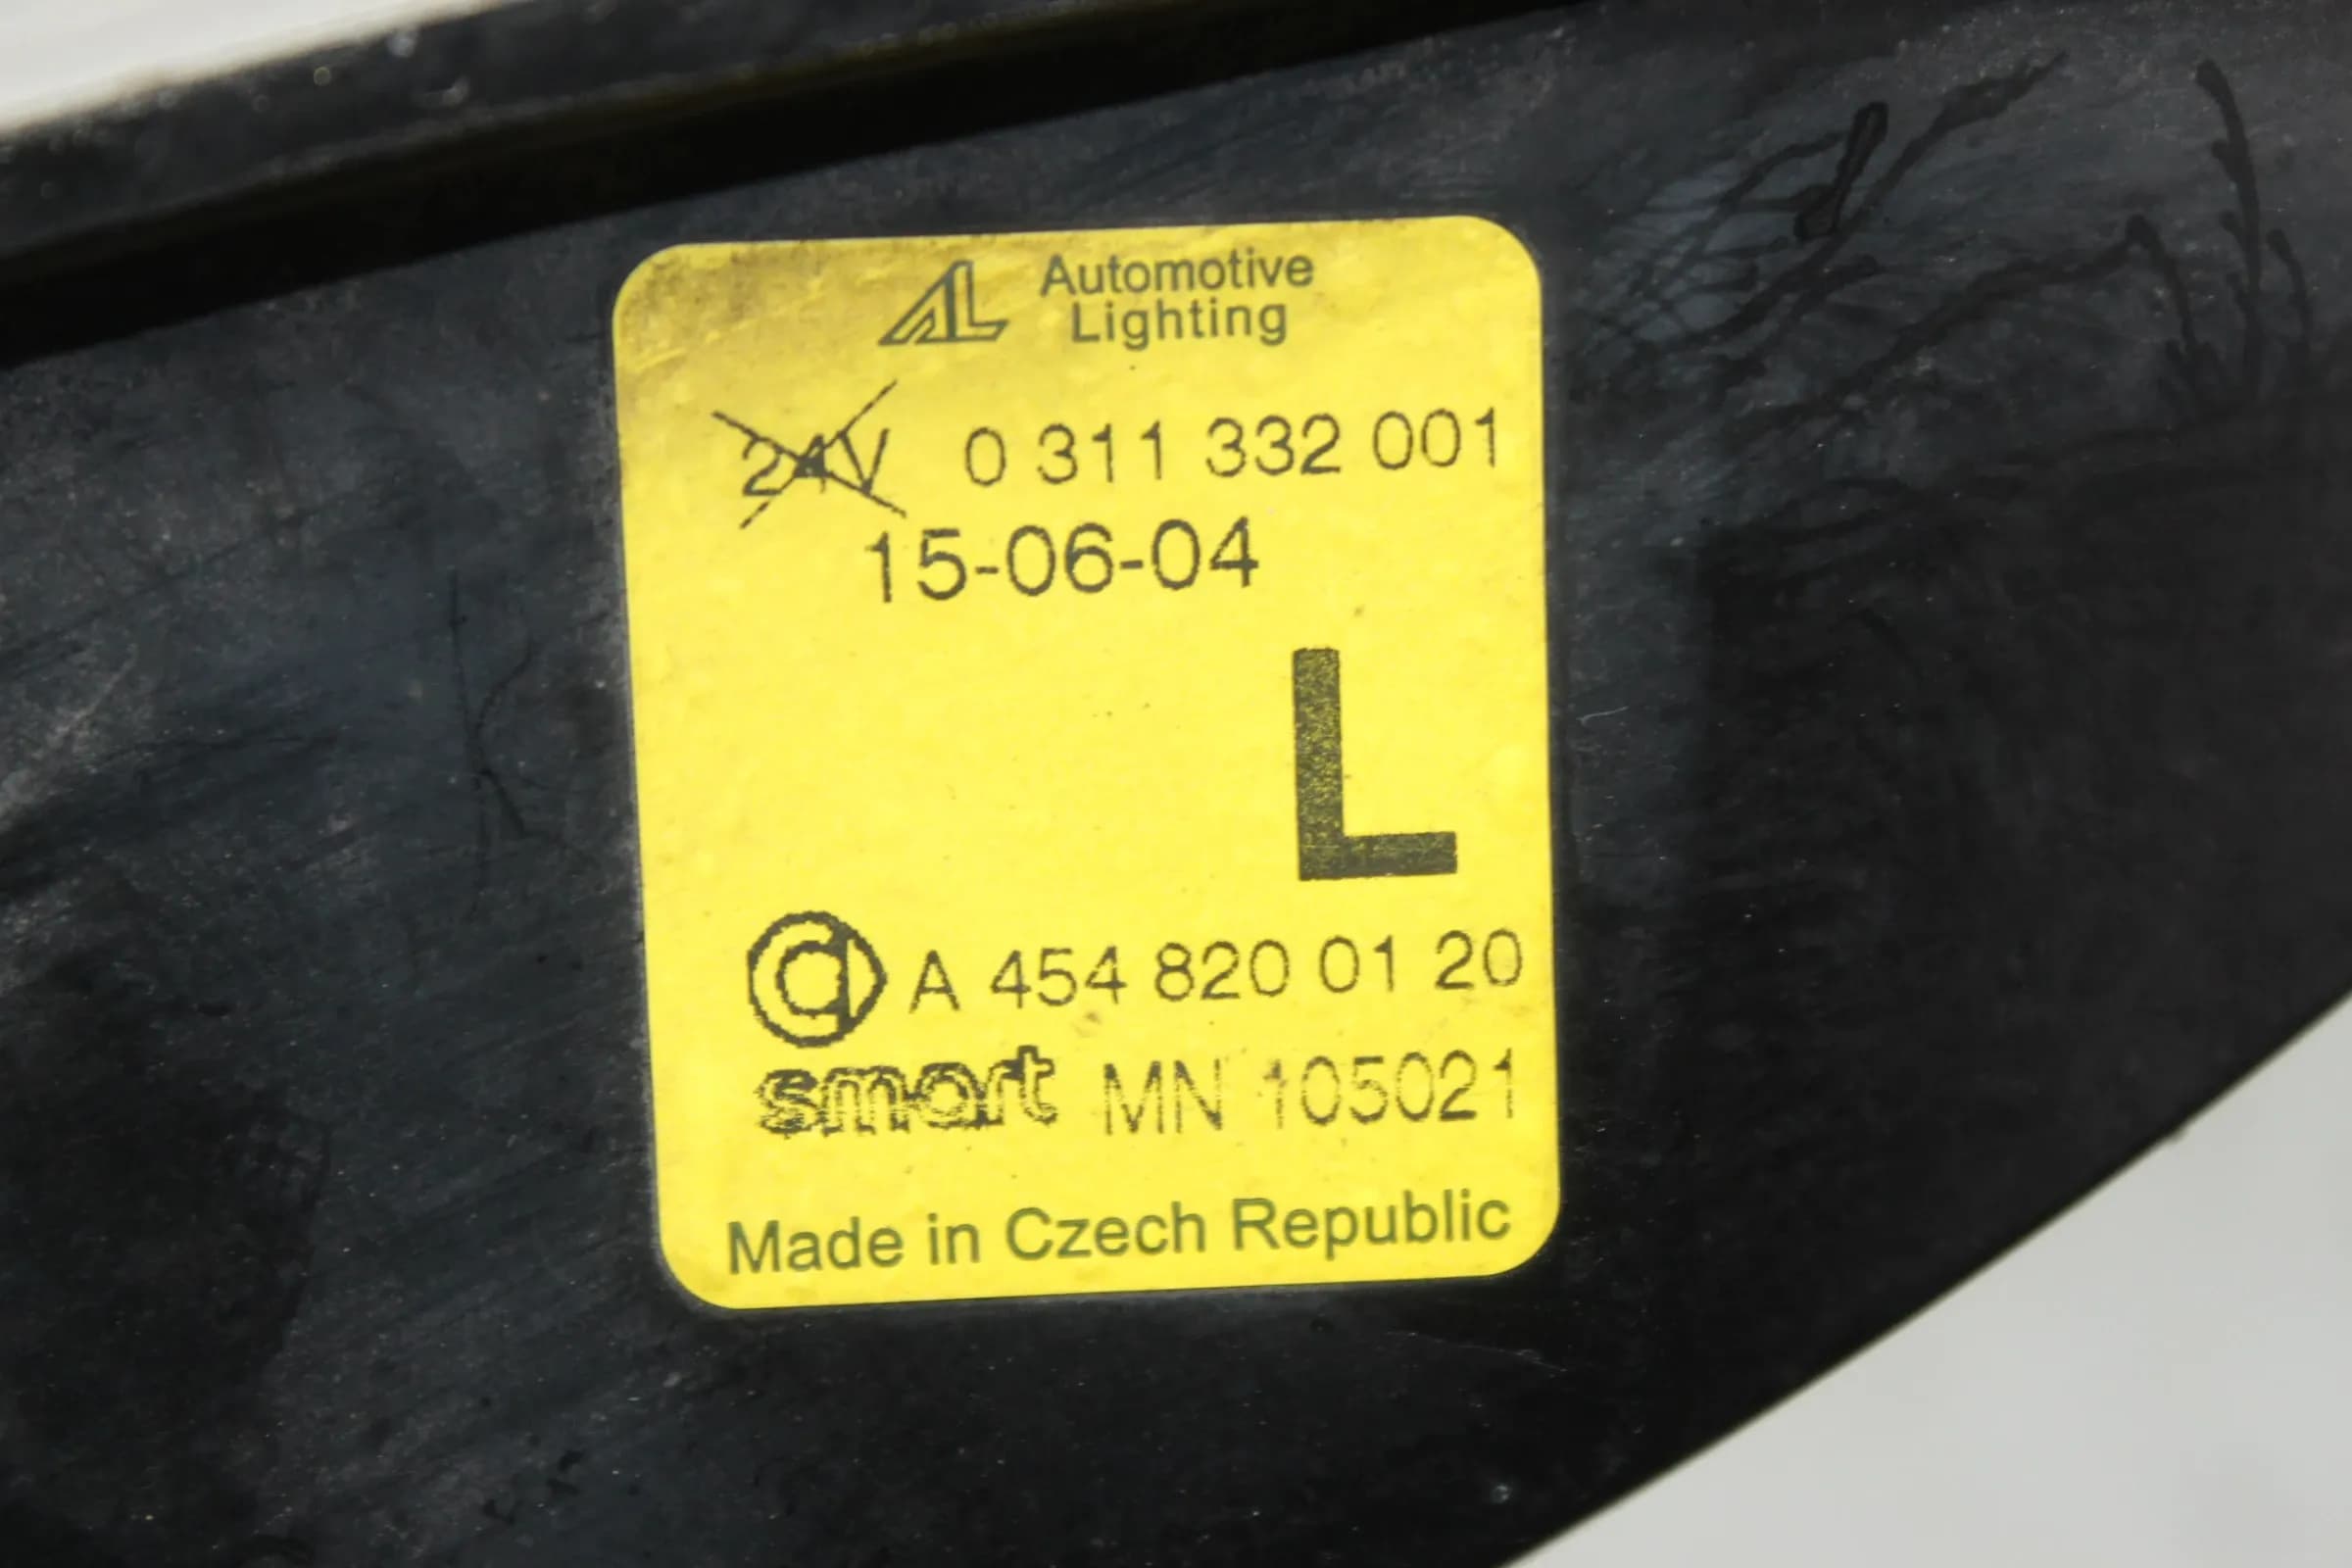 AL Automotive
Lighting
24V 0 311 332 001
15-06-04
L
A 454 820 01 20
smart MN 105021
Made in Czech Republic